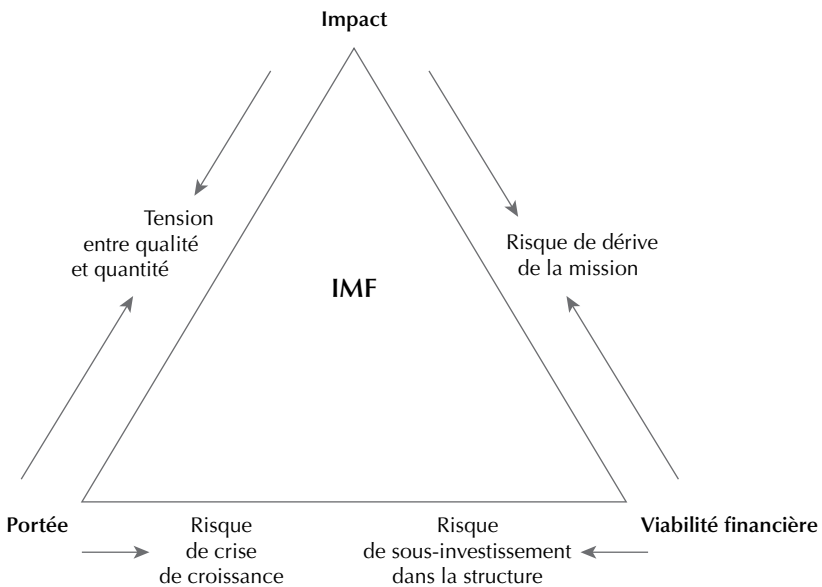 Impact
Tension
entre qualité
et quantité
Risque de dérive
de la mission
IMF
Portée
Risque
de crise
de croissance
Risque
de sous-investissement
dans la structure
Viabilité financière